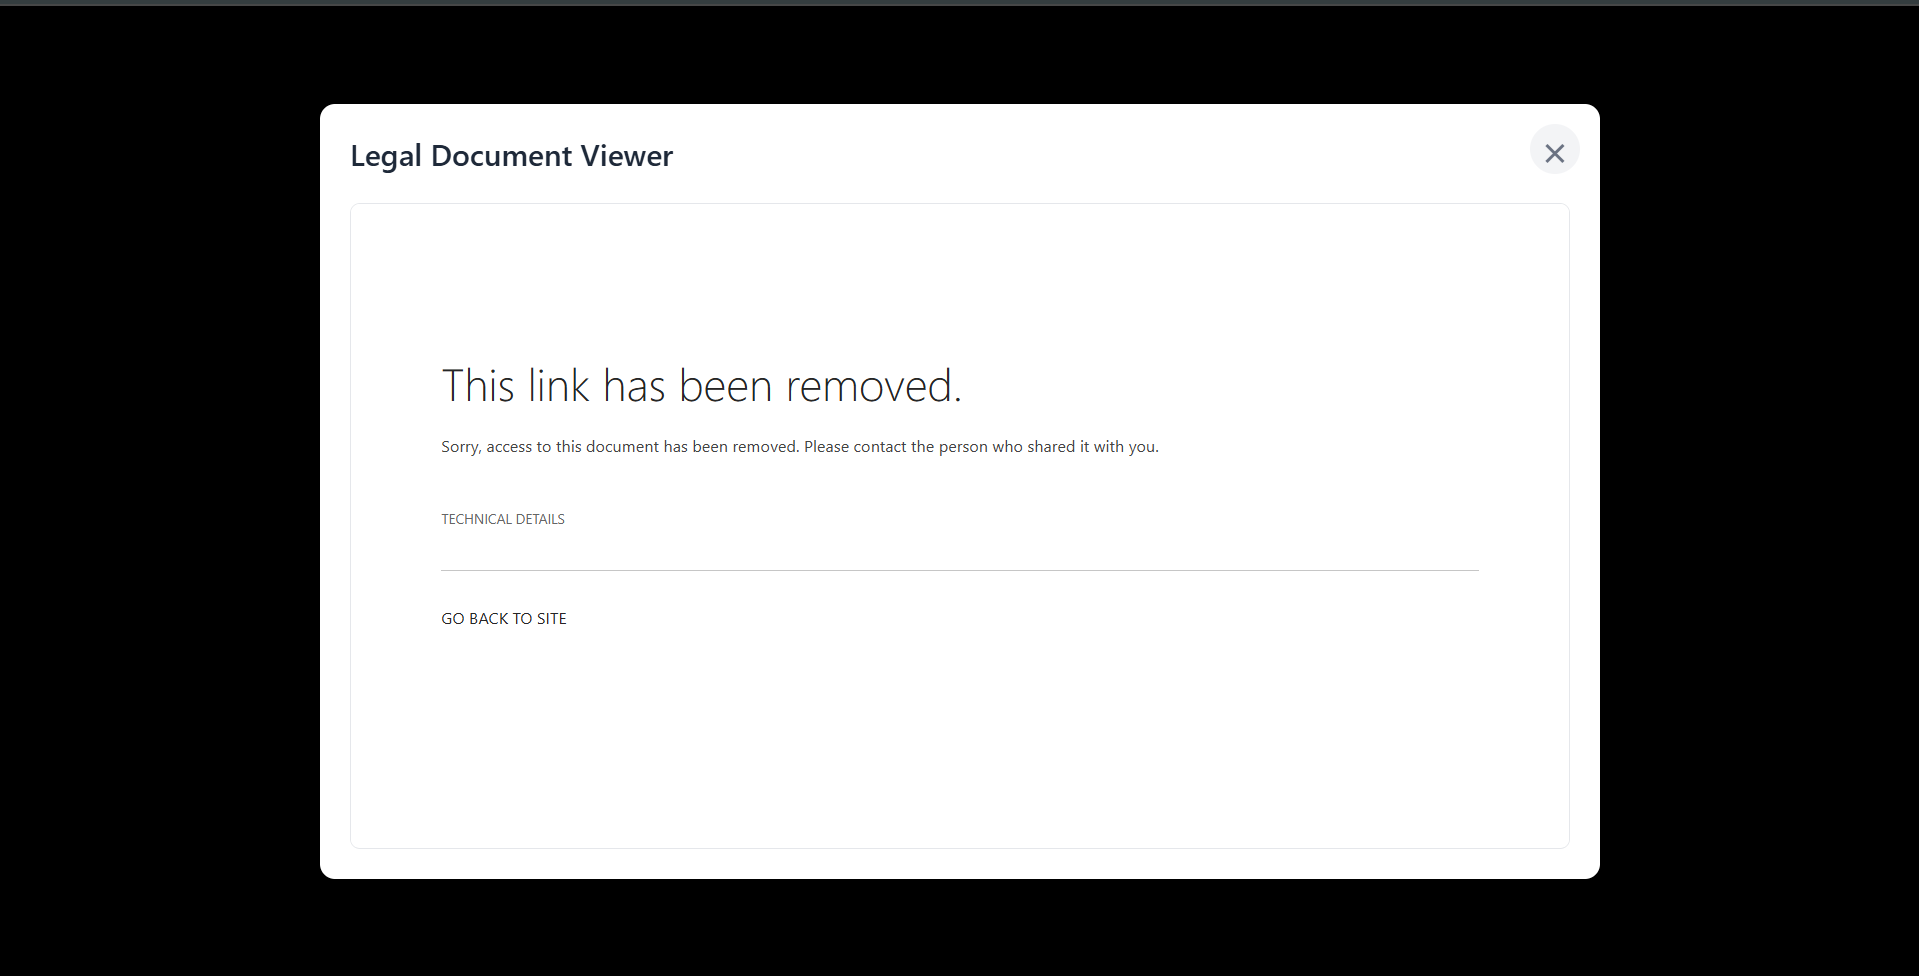 Legal Document Viewer
This link has been removed.
Sorry, access to this document has been removed. Please contact the person who shared it with you.
TECHNICAL DETAILS
GO BACK TO SITE